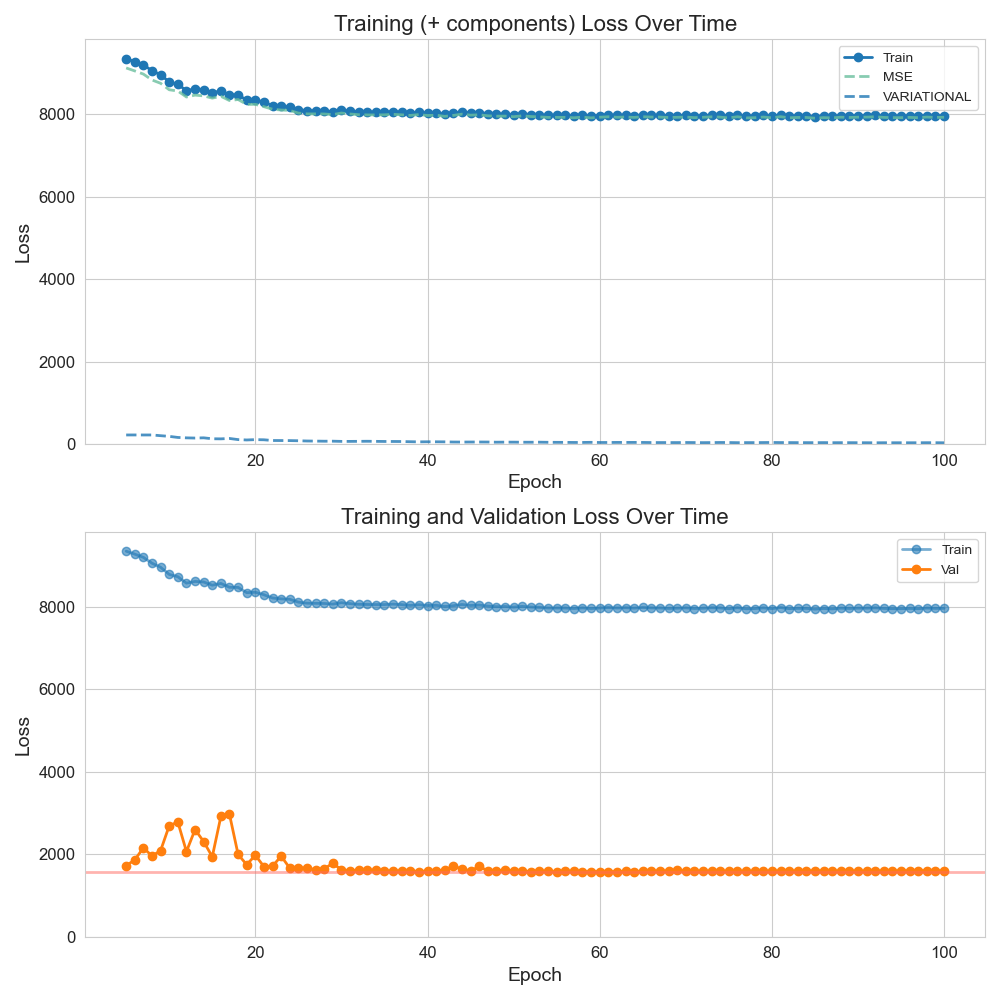 Training (+ components) Loss Over Time
Train
MSE
VARIATIONAL
8000
6000
4000
2000
0
Loss
20 40 60 80 100
Epoch
Training and Validation Loss Over Time
Train
Val
8000
6000
4000
2000
0
Loss
20 40 60 80 100
Epoch